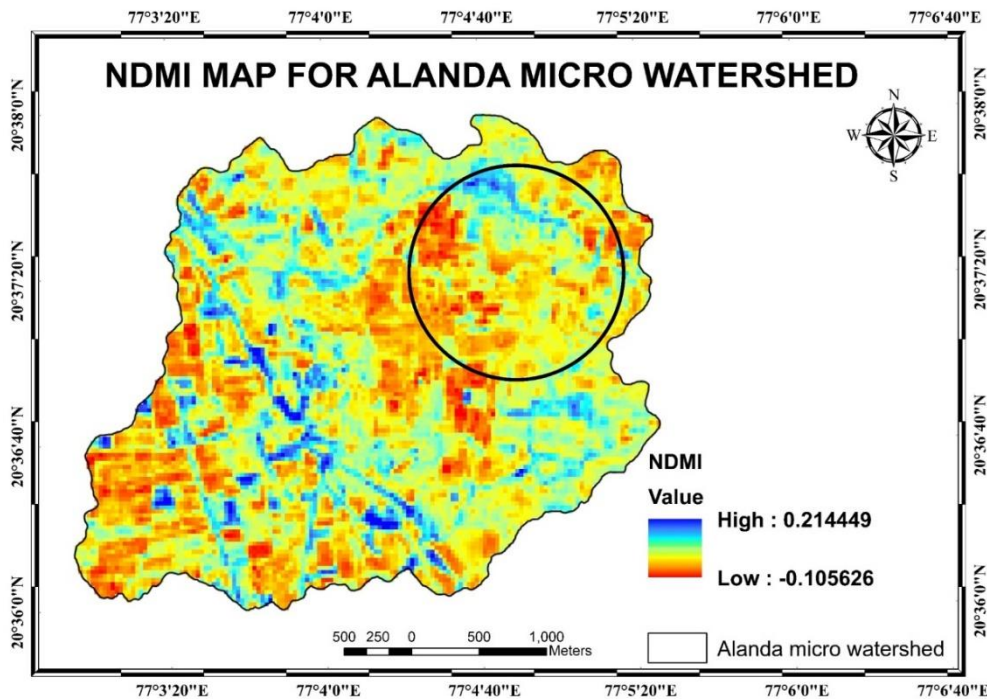 77°3'20"E 77°4'0"E 77°4'40"E 77°5'20"E 77°6'0"E 77°6'40"E
NDMI MAP FOR ALANDA MICRO WATERSHED
20°38'0"N
20°38'0"N
N
W E
S
20°37'20"N
20°37'20"N
20°36'40"N
20°36'40"N
NDMI
Value
High : 0.214449
Low : -0.105626
20°36'0"N
20°36'0"N
500 250 0 500 1,000
Meters
Alanda micro watershed
77°3'20"E 77°4'0"E 77°4'40"E 77°5'20"E 77°6'0"E 77°6'40"E